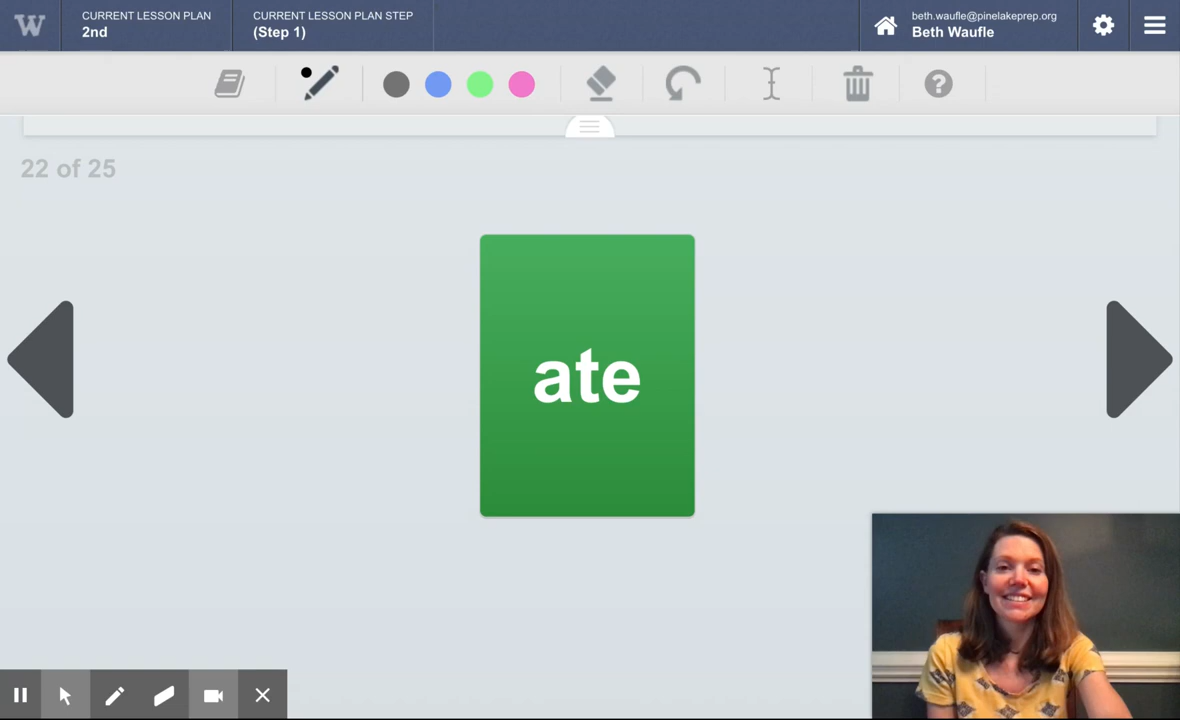 W
CURRENT LESSON PLAN
2nd
CURRENT LESSON PLAN STEP
(Step 1)
beth.waufle@pinelakeprep.org
Beth Waufle
?
22 of 25
ate